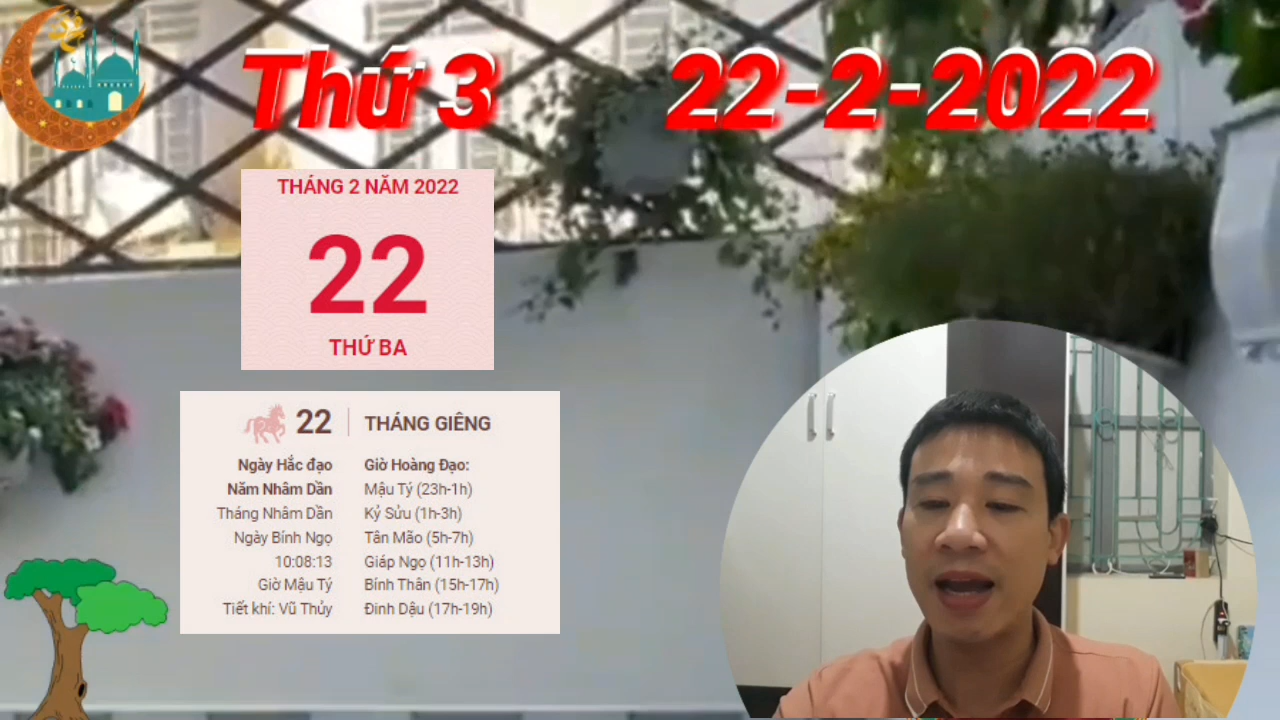 Thứ 3 22-2-2022
THÁNG 2 NĂM 2022
22
THỨ BA
22 THÁNG GIÊNG
Ngày Hắc đạo
Năm Nhâm Dần
Tháng Nhâm Dần
Ngày Bính Ngọ
10:08:13
Giờ Mậu Tý
Tiết khí: Vũ Thủy
Giờ Hoàng Đạo:
Mậu Tý (23h-1h)
Kỷ Sửu (1h-3h)
Tân Mão (5h-7h)
Giáp Ngọ (11h-13h)
Bính Thân (15h-17h)
Đinh Dậu (17h-19h)